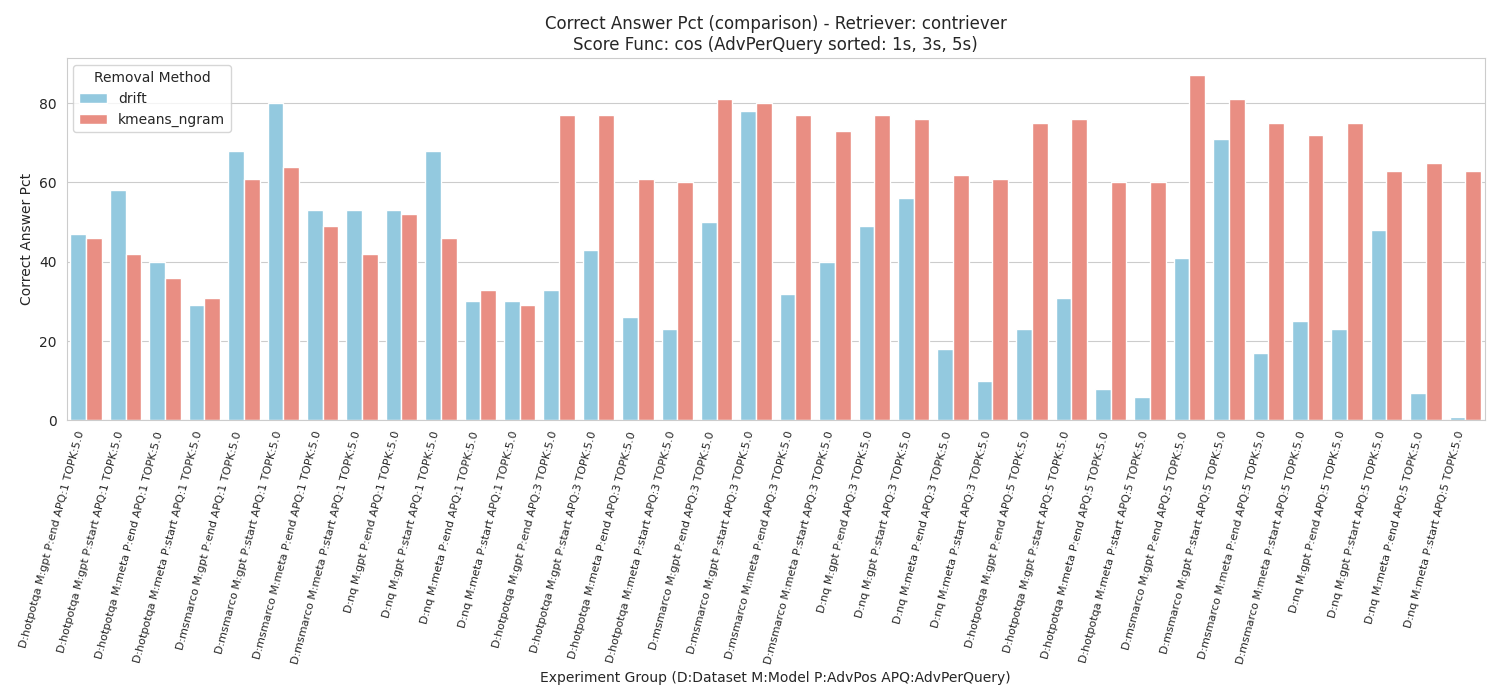 Correct Answer Pct (comparison) - Retriever: contriever
Score Func: cos (AdvPerQuery sorted: 1s, 3s, 5s)
Removal Method
drift
kmeans_ngram
Correct Answer Pct
80
60
40
20
0
D:hotpotqa M:gpt P:end APQ:1 TOPK:5.0
D:hotpotqa M:gpt P:start APQ:1 TOPK:5.0
D:hotpotqa M:meta P:end APQ:1 TOPK:5.0
D:hotpotqa M:meta P:start APQ:1 TOPK:5.0
D:msmarco M:gpt P:end APQ:1 TOPK:5.0
D:msmarco M:gpt P:start APQ:1 TOPK:5.0
D:msmarco M:meta P:end APQ:1 TOPK:5.0
D:msmarco M:meta P:start APQ:1 TOPK:5.0
D:nq M:gpt P:end APQ:1 TOPK:5.0
D:nq M:gpt P:start APQ:1 TOPK:5.0
D:nq M:meta P:end APQ:1 TOPK:5.0
D:nq M:meta P:start APQ:1 TOPK:5.0
D:hotpotqa M:gpt P:end APQ:3 TOPK:5.0
D:hotpotqa M:gpt P:start APQ:3 TOPK:5.0
D:hotpotqa M:meta P:end APQ:3 TOPK:5.0
D:hotpotqa M:meta P:start APQ:3 TOPK:5.0
D:msmarco M:gpt P:end APQ:3 TOPK:5.0
D:msmarco M:gpt P:start APQ:3 TOPK:5.0
D:msmarco M:meta P:end APQ:3 TOPK:5.0
D:msmarco M:meta P:start APQ:3 TOPK:5.0
D:nq M:gpt P:end APQ:3 TOPK:5.0
D:nq M:gpt P:start APQ:3 TOPK:5.0
D:nq M:meta P:end APQ:3 TOPK:5.0
D:nq M:meta P:start APQ:3 TOPK:5.0
D:hotpotqa M:gpt P:end APQ:5 TOPK:5.0
D:hotpotqa M:gpt P:start APQ:5 TOPK:5.0
D:hotpotqa M:meta P:end APQ:5 TOPK:5.0
D:hotpotqa M:meta P:start APQ:5 TOPK:5.0
D:msmarco M:gpt P:end APQ:5 TOPK:5.0
D:msmarco M:gpt P:start APQ:5 TOPK:5.0
D:msmarco M:meta P:end APQ:5 TOPK:5.0
D:msmarco M:meta P:start APQ:5 TOPK:5.0
D:nq M:gpt P:end APQ:5 TOPK:5.0
D:nq M:gpt P:start APQ:5 TOPK:5.0
D:nq M:meta P:end APQ:5 TOPK:5.0
D:nq M:meta P:start APQ:5 TOPK:5.0
Experiment Group (D:Dataset M:Model P:AdvPos APQ:AdvPerQuery)